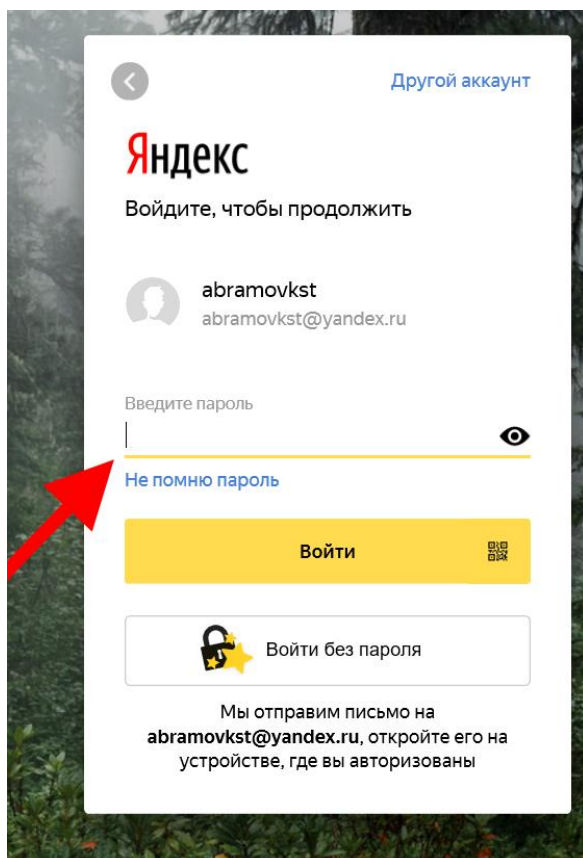 Другой аккаунт
Яндекс
Войдите, чтобы продолжить
abramovkst
abramovkst@yandex.ru
Введите пароль
Не помню пароль
Войти
Войти без пароля
Мы отправим письмо на
abramovkst@yandex.ru, откройте его на
устройстве, где вы авторизованы